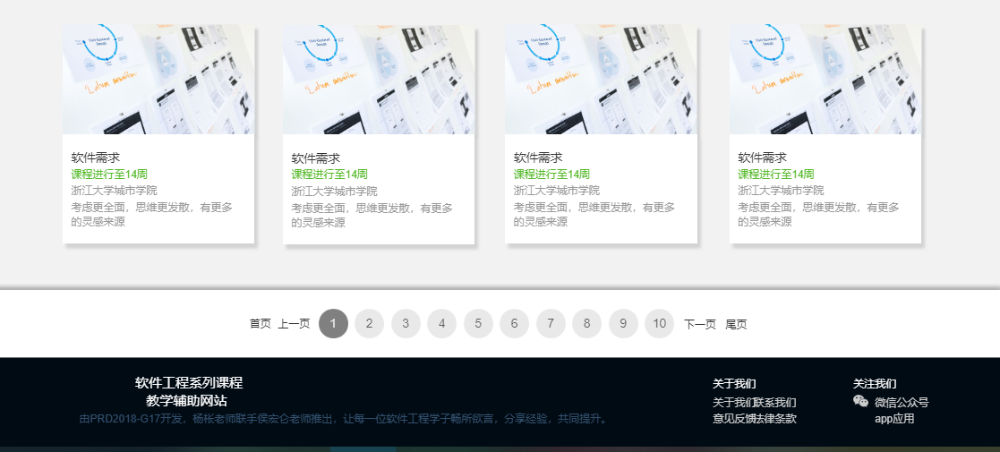 User-Centered
Design
User-Centered
Design
User-Centered
Design
User-Centered
Design
软件需求
课程进行至14周
浙江大学城市学院
考虑更全面，思维更发散，有更多
的灵感来源
软件需求
课程进行至14周
浙江大学城市学院
考虑更全面，思维更发散，有更多
的灵感来源
软件需求
课程进行至14周
浙江大学城市学院
考虑更全面，思维更发散，有更多
的灵感来源
软件需求
课程进行至14周
浙江大学城市学院
考虑更全面，思维更发散，有更多
的灵感来源
首页 上一页 1 2 3 4 5 6 7 8 9 10 下一页 尾页
软件工程系列课程
教学辅助网站
由PRD2018-G17开发，杨枨老师联手侯宏仑老师推出，让每一位软件工程学子畅所欲言，分享经验，共同提升。
关于我们
关于我们联系我们
意见反馈法律条款
关注我们
微信公众号
app应用